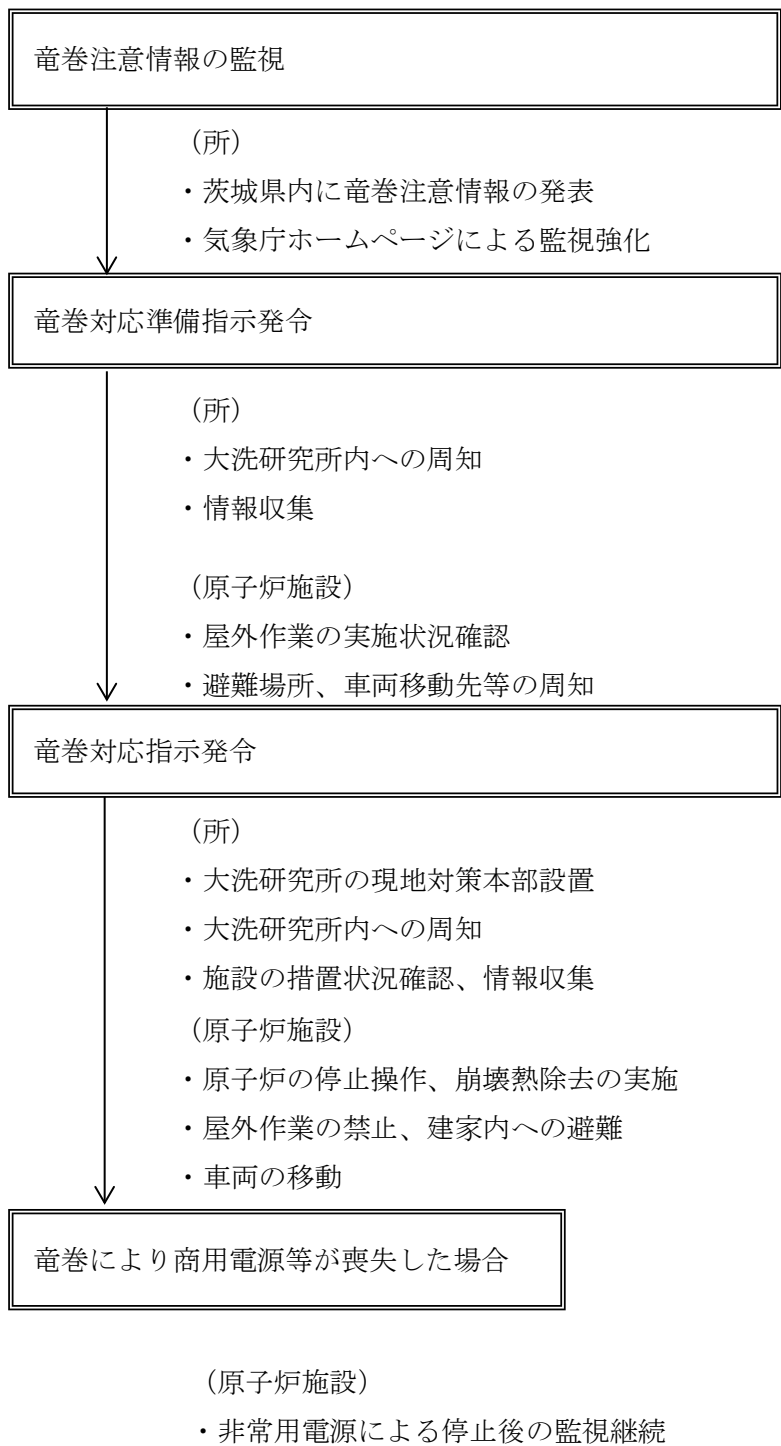 竜巻注意情報の監視
（所）
・茨城県内に竜巻注意情報の発表
・気象庁ホームページによる監視強化
竜巻対応準備指示発令
（所）
・大洗研究所内への周知
・情報収集
（原子炉施設）
・屋外作業の実施状況確認
・避難場所、車両移動先等の周知
竜巻対応指示発令
（所）
・大洗研究所の現地対策本部設置
・大洗研究所内への周知
・施設の措置状況確認、情報収集
（原子炉施設）
・原子炉の停止操作、崩壊熱除去の実施
・屋外作業の禁止、建家内への避難
・車両の移動
竜巻により商用電源等が喪失した場合
（原子炉施設）
・非常用電源による停止後の監視継続